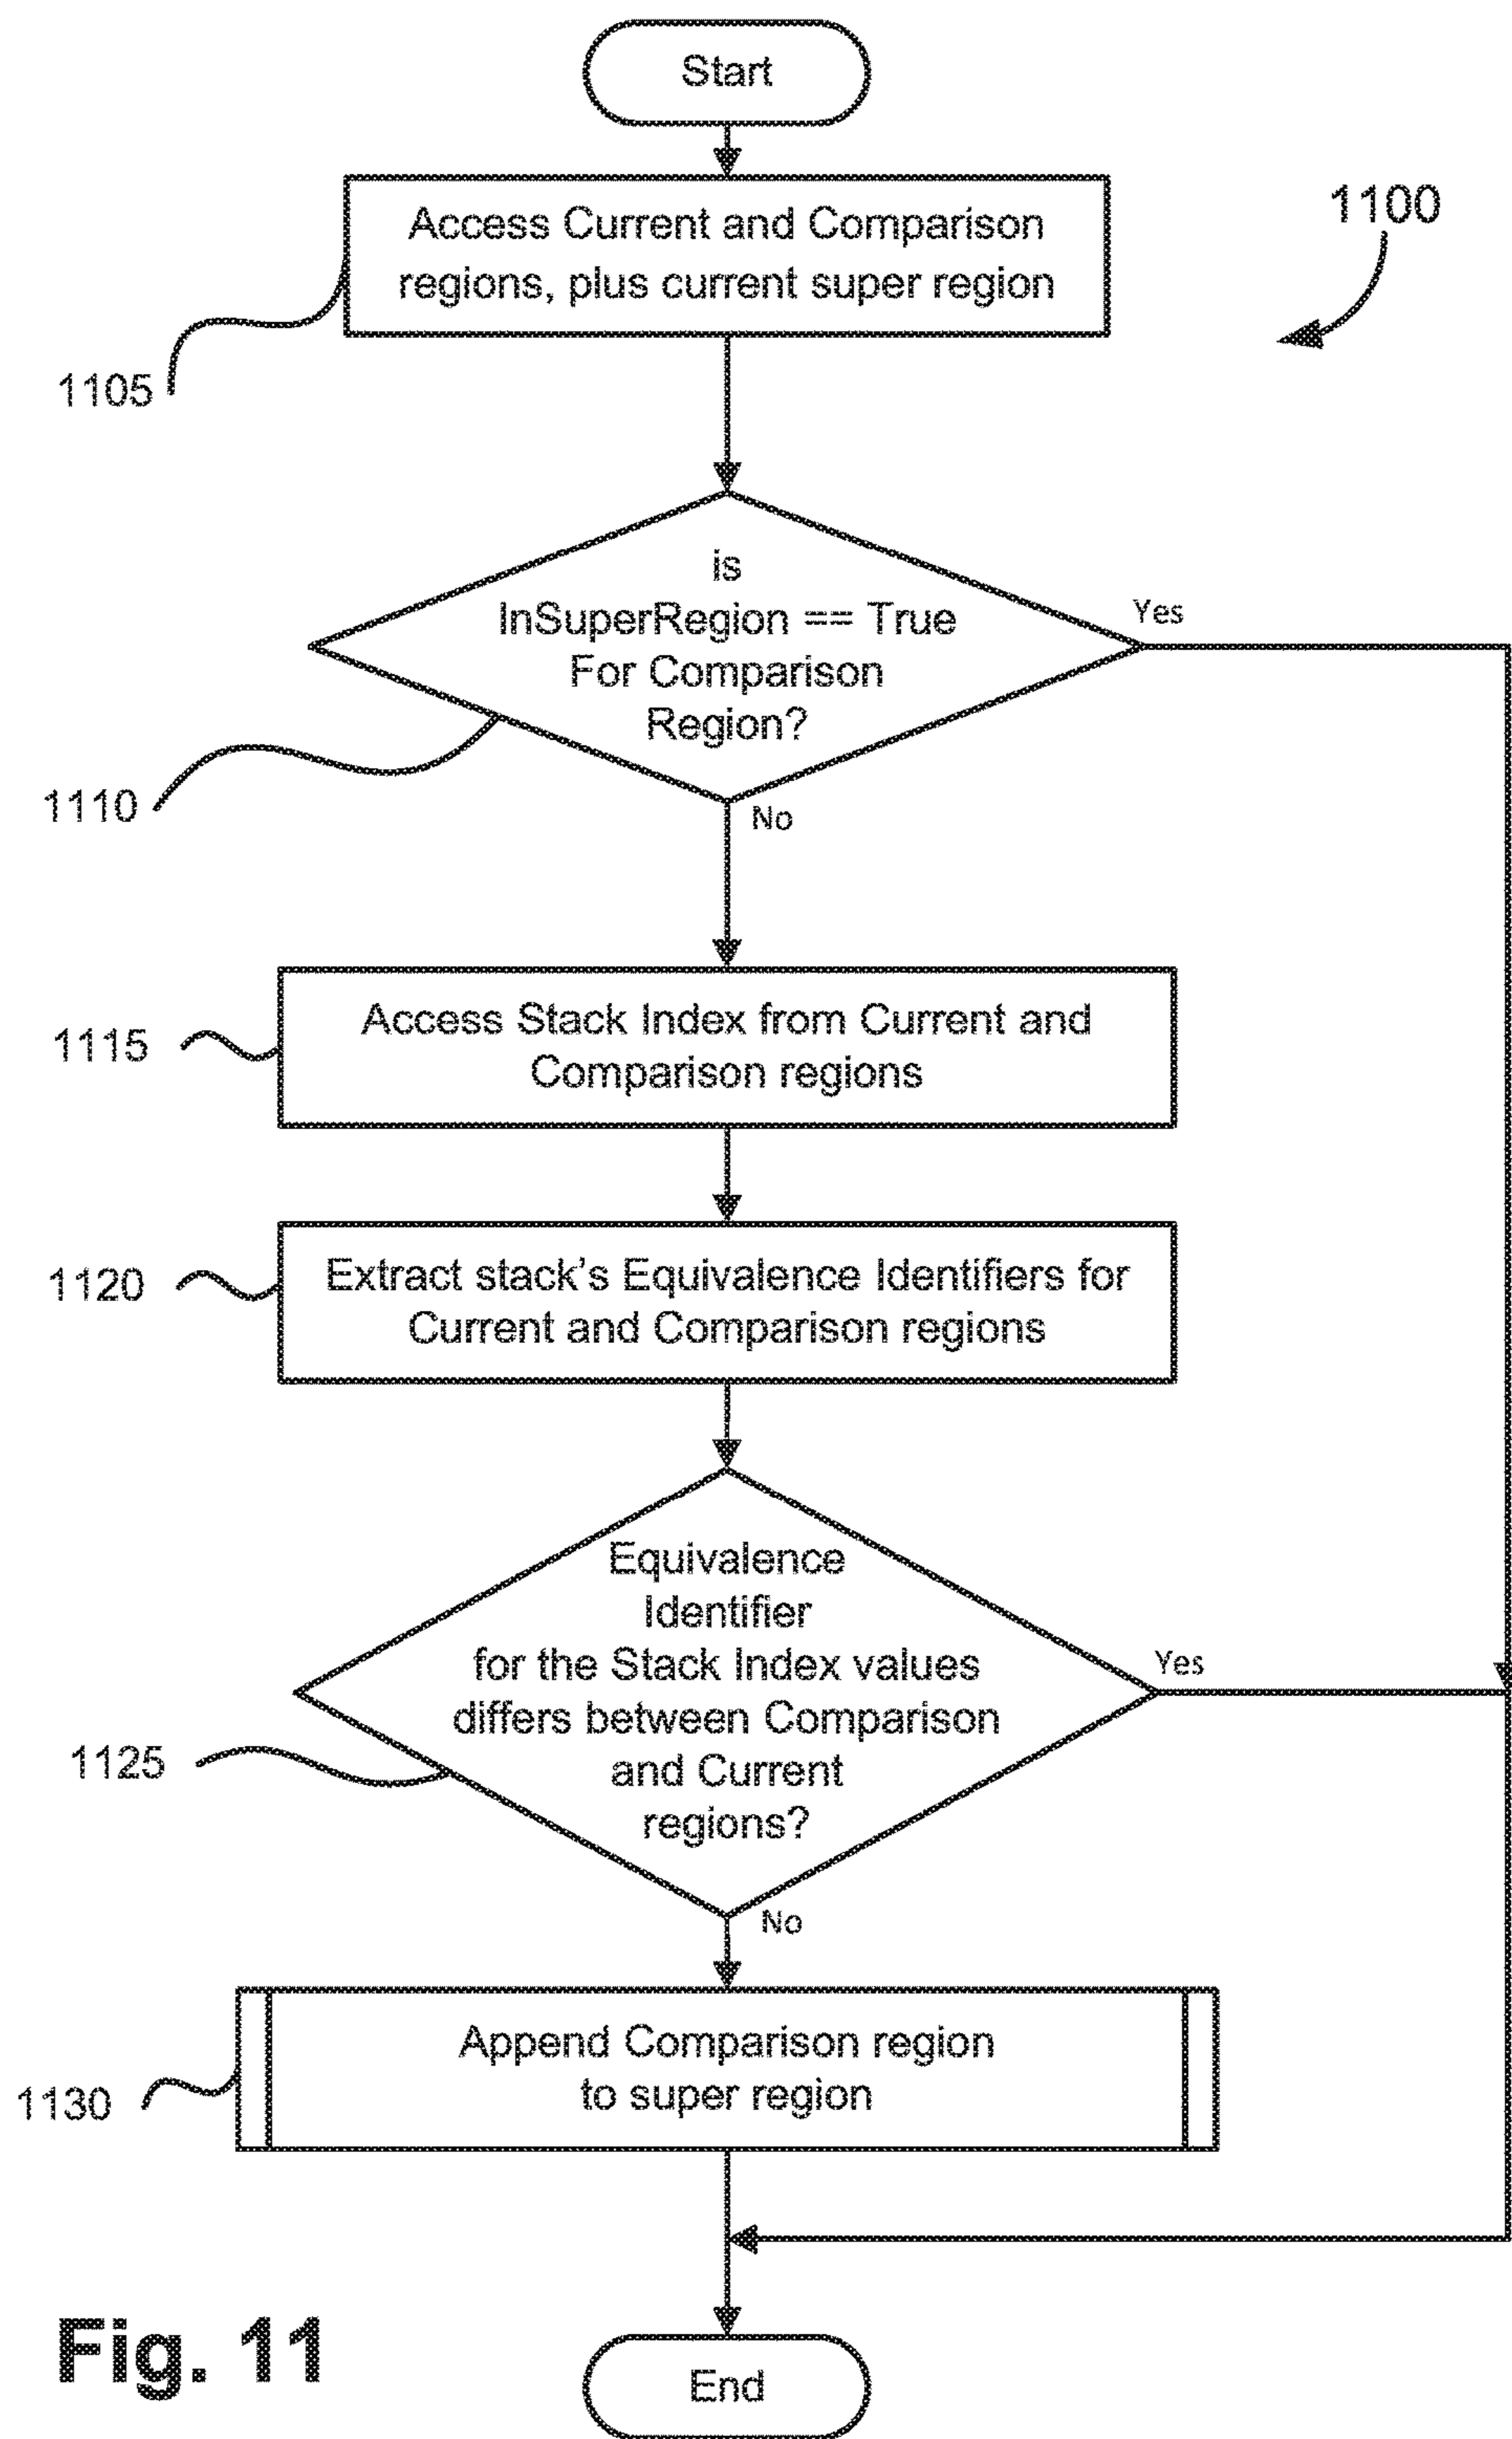 Start
Access Current and Comparison
regions, plus current super region
1100
1105
is
InSuperRegion == True
For Comparison
Region?
Yes
1110
No
Access Stack Index from Current and
Comparison regions
1115
Extract stack's Equivalence Identifiers for
Current and Comparison regions
1120
Equivalence
Identifier
for the Stack Index values
differs between Comparison
and Current
regions?
Yes
1125
No
Append Comparison region
to super region
1130
Fig. 11
End